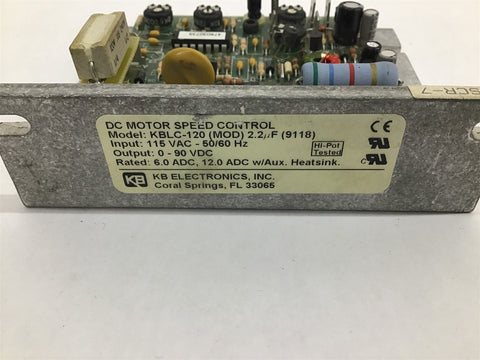 DC MOTOR SPEED CONTROL
Model: KBLC-120 (MOD) 2.2µF (9118)
Input: 115 VAC - 50/60 Hz
Output: 0 - 90 VDC
Rated: 6.0 ADC, 12.0 ADC w/Aux. Heatsink.
KB KB ELECTRONICS, INC.
Coral Springs, FL 33065
Hi-Pot
Tested
CE
SCR-7